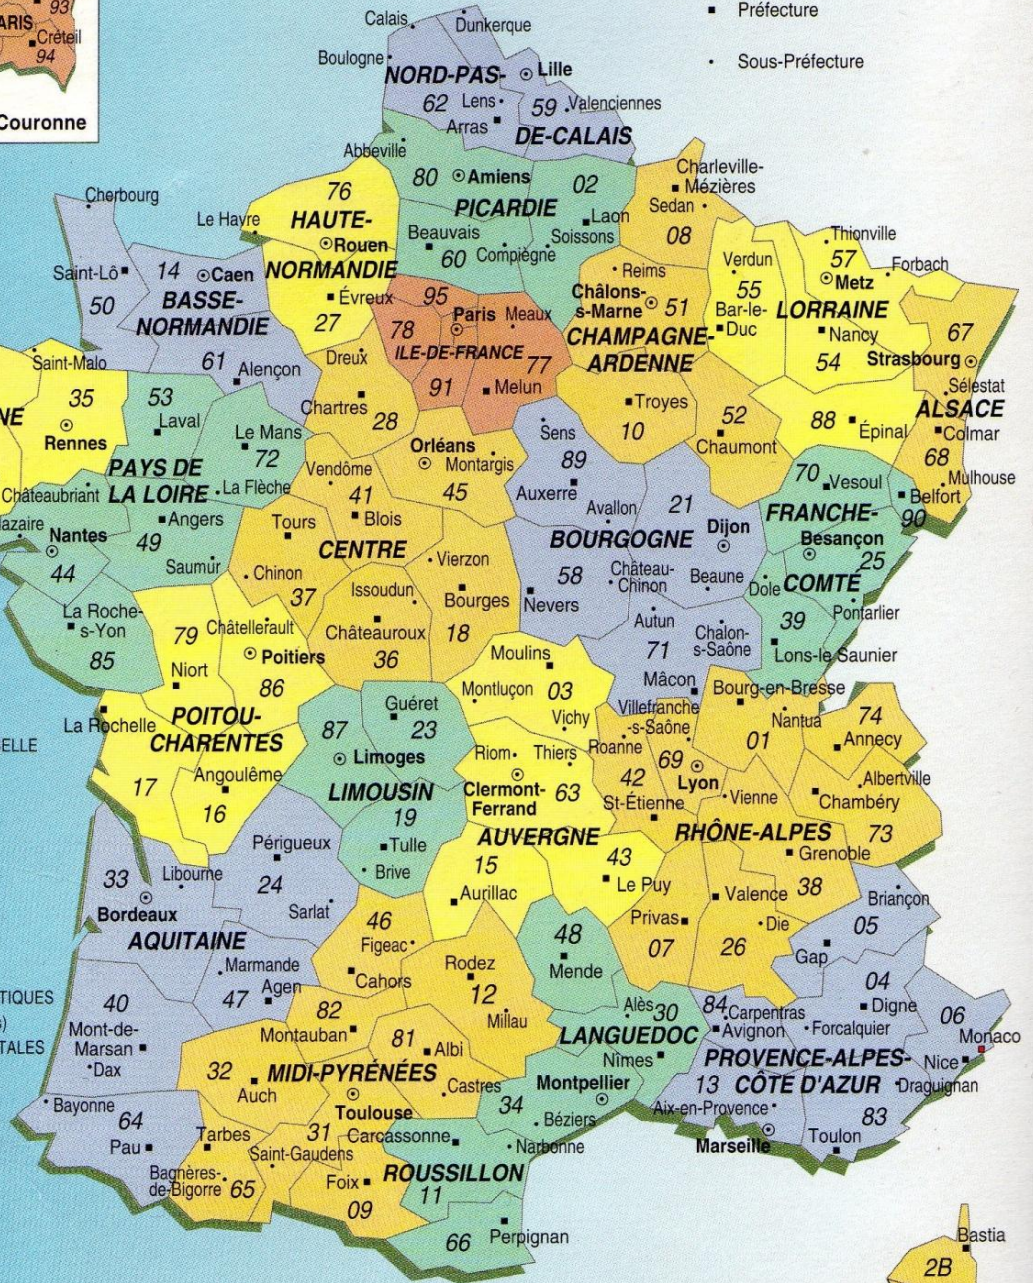 93
ARIS
Crèteil
94
Couronne
Préfecture
Sous-Préfecture
Calais
Dunkerque
Boulogne
NORD-PAS-
Lille
62
Lens
59
Valenciennes
Arras
DE-CALAIS
Abbeville
80
Amiens
02
PICARDIE
Laon
Beauvais
Soissons
60
Compiègne
Charleville-
Mézières
Sedan
08
Cherbourg
76
Le Havre
HAUTE-
Rouen
NORMANDIE
Évreux
27
Saint-Lô
14
Caen
50
BASSE-
NORMANDIE
61
Alençon
95
78
Paris
Meaux
ILE-DE-FRANCE
77
91
Melun
Reims
Châlons-
s-Marne
51
CHAMPAGNE-
ARDENNE
Troyes
10
52
Chaumont
Verdun
55
Bar-le-
Duc
Thionville
57
Metz
Forbach
LORRAINE
Nancy
54
88
Épinal
67
Strasbourg
Sélestat
ALSACE
Colmar
68
Mulhouse
Saint-Malo
35
NE
Rennes
53
Laval
Le Mans
72
PAYS DE
LA LOIRE
Châteaubriant
La Flèche
azaire
Nantes
Angers
49
44
Saumur
La Roche-
s-Yon
85
Dreux
Chartres
28
Orléans
Montargis
Vendôme
45
41
Blois
Tours
CENTRE
Vierzon
Chinon
Issoudun
37
Bourges
Châteauroux
18
36
Sens
89
Auxerre
Avallon
21
BOURGOGNE
Dijon
58
Château-
Chinon
Beaune
Nevers
Autun
Chalon-
s-Saône
71
Mâcon
70
Vesoul
Belfort
90
FRANCHE-
Besançon
25
Dole
COMTÉ
Pontarlier
39
Lons-le Saunier
79
Châtellerault
Poitiers
Niort
86
La Rochelle
POITOU-
CHARENTES
Angoulême
17
16
ELLE
87
Guéret
23
Limoges
LIMOUSIN
19
Tulle
Brive
Moulins
Montluçon
03
Vichy
Riom
Thiers
Clermont-
Ferrand
63
AUVERGNE
15
43
Aurillac
Le Puy
Bourg-en-Bresse
Villefranche
-s-Saône
Nantua
74
Roanne
01
Annecy
69
42
Lyon
Albertville
St-Étienne
Vienne
Chambéry
RHÔNE-ALPES
73
Grenoble
Valence
38
Privas
Die
07
26
Périgueux
33
Libourne
24
Bordeaux
Sarlat
AQUITAINE
Marmande
47
Agen
40
Mont-de-
Marsan
Dax
Bayonne
64
Pau
TIQUES
s)
TALES
46
Figeac
Cahors
Rodez
12
82
Millau
Montauban
81
Albi
32
MIDI-PYRÉNÉES
Auch
Castres
Toulouse
31
Tarbes
Saint-Gaudens
Bagnères-
de-Bigorre
65
Foix
09
48
Mende
Alès
30
LANGUEDOC
Nîmes
Montpellier
34
Béziers
Carcassonne
Narbonne
ROUSSILLON
11
Perpignan
66
Briançon
05
Gap
04
84
Carpentras
Digne
06
Avignon
Forcalquier
Monaco
PROVENCE-ALPES-
Nice
13
CÔTE D'AZUR
Draguignan
Aix-en-Provence
83
Marseille
Toulon
Bastia
2B